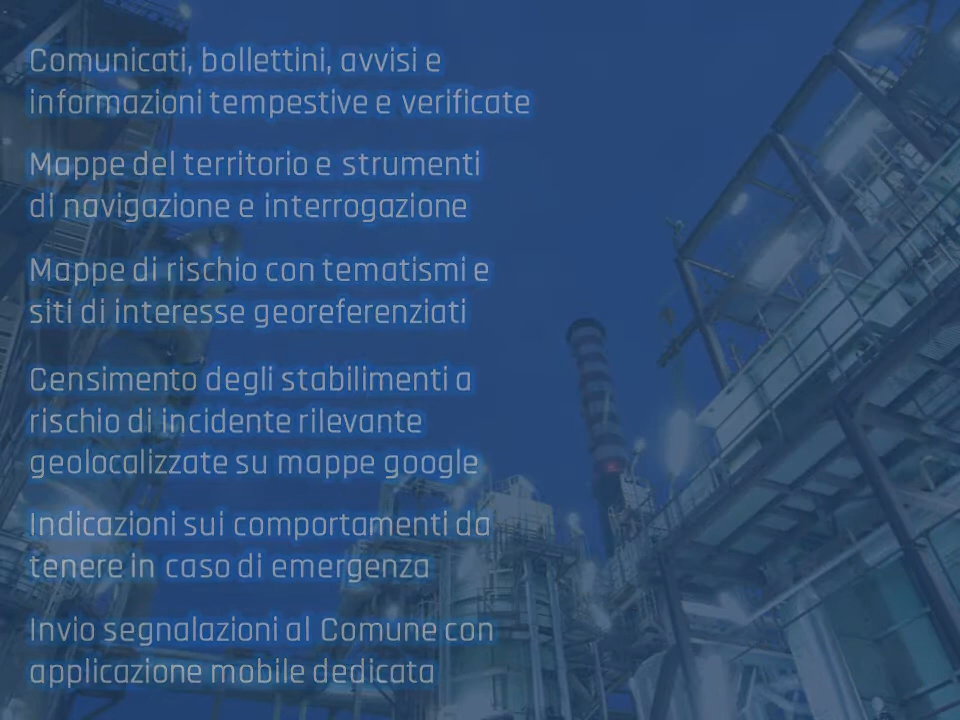 Comunicati, bollettini, avvisi e
informazioni tempestive e verificate
Mappe del territorio e strumenti
di navigazione e interrogazione
Mappe di rischio con tematismi e
siti di interesse georeferenziati
Censimento degli stabilimenti a
rischio di incidente rilevante
geolocalizzate su mappe google
Indicazioni sui comportamenti da
tenere in caso di emergenza
Invio segnalazioni al Comune con
applicazione mobile dedicata